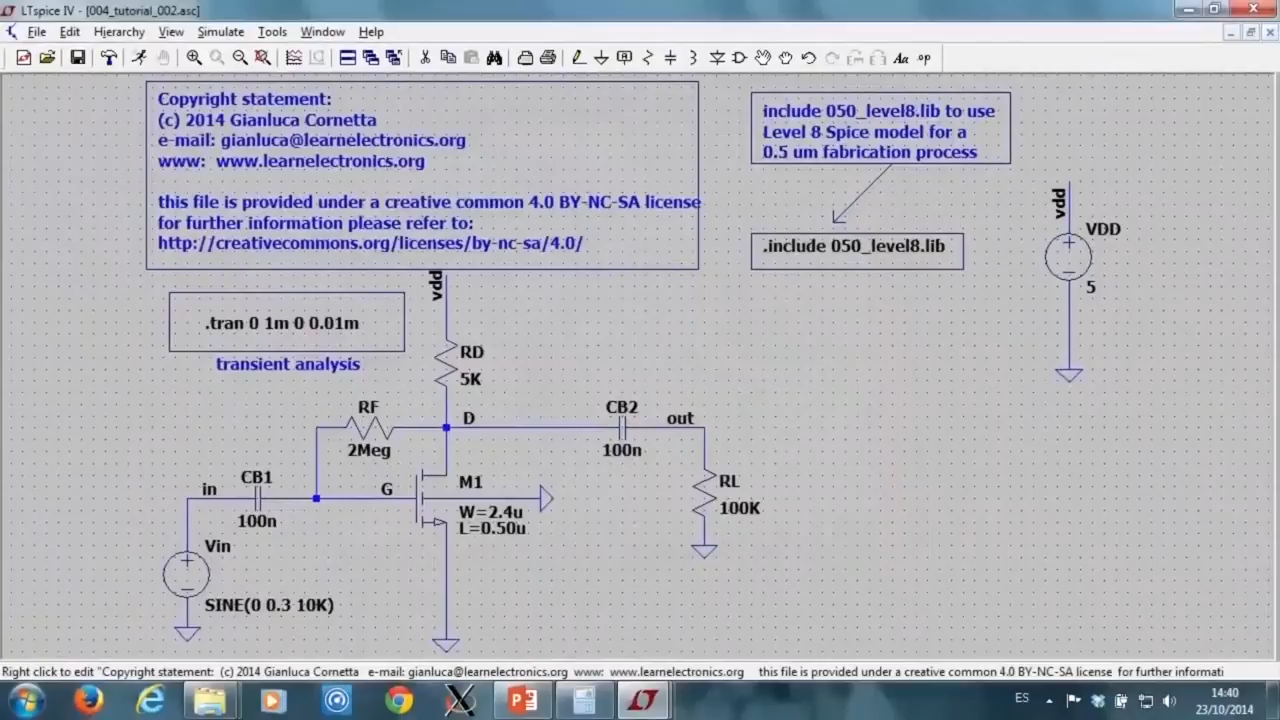 LTspice IV - [004_tutorial_002.asc]
File Edit Hierarchy View Simulate Tools Window Help
Copyright statement:
(c) 2014 Gianluca Cornetta
e-mail: gianluca@learnelectronics.org
www: www.learnelectronics.org
this file is provided under a creative common 4.0 BY-NC-SA license
for further information please refer to:
http://creativecommons.org/licenses/by-nc-sa/4.0/
include 050_level8.lib to use
Level 8 Spice model for a
0.5 um fabrication process
.include 050_level8.lib
vdd
VDD
5
vdd
.tran 0 1m 0 0.01m
transient analysis
RD
5K
RF
2Meg
D
CB2
100n
out
CB1
100n
in
G
M1
W=2.4u
L=0.50u
RL
100K
Vin
SINE(0 0.3 10K)
Right click to edit "Copyright statement: (c) 2014 Gianluca Cornetta e-mail: gianluca@learnelectronics.org www: www.learnelectronics.org this file is provided under a creative common 4.0 BY-NC-SA license for further informati
ES
14:40
23/10/2014